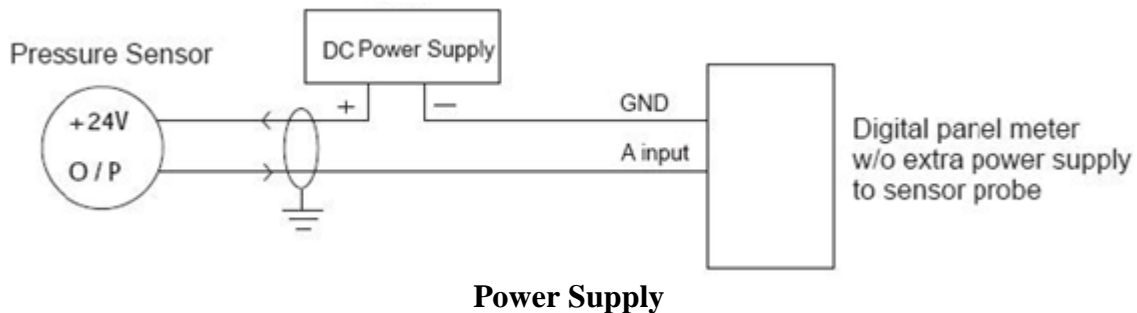 DC Power Supply
Pressure Sensor
+ —
+24V
GND
O / P
A input
Digital panel meter
w/o extra power supply
to sensor probe
Power Supply